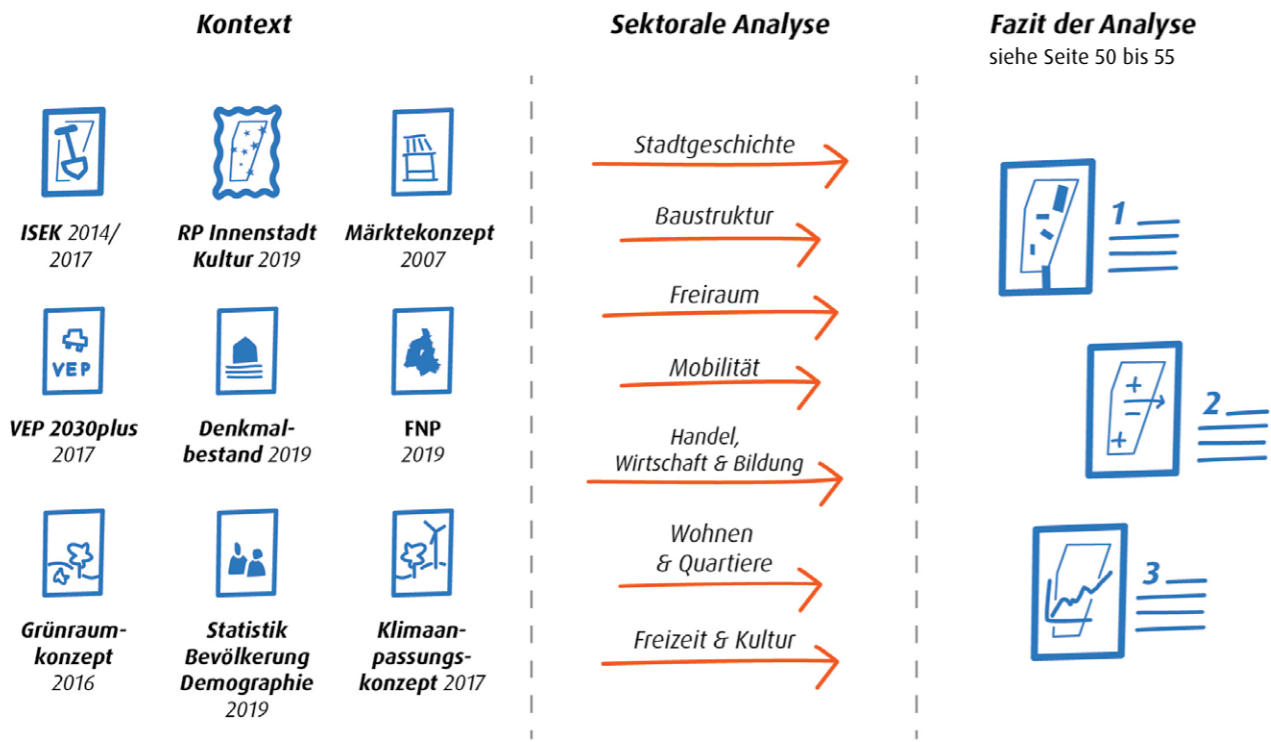 Kontext
ISEK 2014/
2017
RP Innenstadt
Kultur 2019
Märktekonzept
2007
VEP
VEP 2030plus
2017
Denkmal-
bestand 2019
FNP
2019
Grünraum-
konzept
2016
Statistik
Bevölkerung
Demographie
2019
Klimaan-
passungs-
konzept 2017
Sektorale Analyse
Stadtgeschichte
Baustruktur
Freiraum
Mobilität
Handel,
Wirtschaft & Bildung
Wohnen
& Quartiere
Freizeit & Kultur
Fazit der Analyse
siehe Seite 50 bis 55
1
2
3